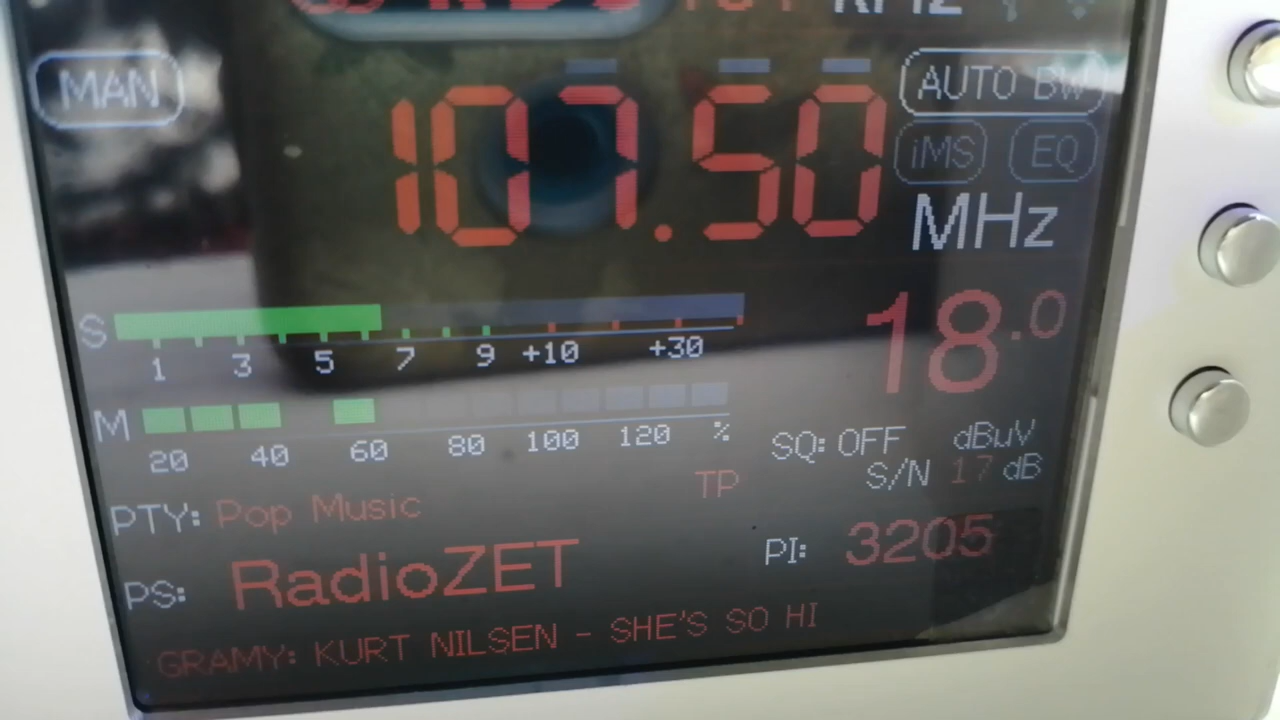 KHz
MAN
107.50
AUTO BW
iMS EQ
MHz
S
1 3 5 7 9 +10 +30
18.0
M
20 40 60 80 100 120 %
SQ: OFF dBuV
S/N 17 dB
PTY: Pop Music TP
PS: RadioZET PI: 3205
GRAMY: KURT NILSEN - SHE'S SO HI